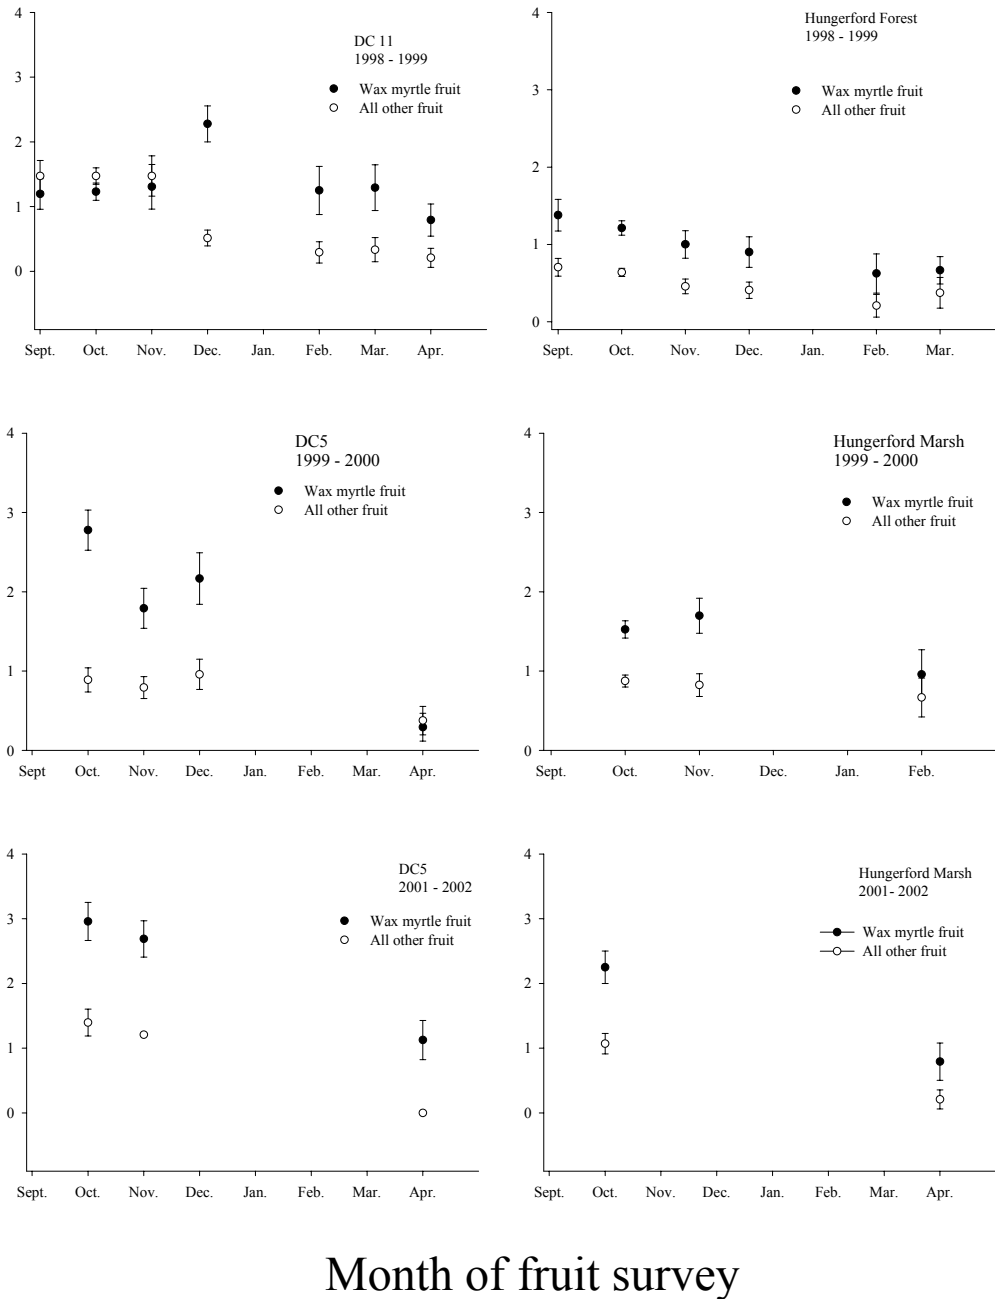 4
3
2
1
0
DC 11
1998 - 1999
Wax myrtle fruit
All other fruit
Sept. Oct. Nov. Dec. Jan. Feb. Mar. Apr.
4
3
2
1
0
Hungerford Forest
1998 - 1999
Wax myrtle fruit
All other fruit
Sept. Oct. Nov. Dec. Jan. Feb. Mar.
4
3
2
1
0
DC5
1999 - 2000
Wax myrtle fruit
All other fruit
Sept Oct. Nov. Dec. Jan. Feb. Mar. Apr.
4
3
2
1
0
Hungerford Marsh
1999 - 2000
Wax myrtle fruit
All other fruit
Sept. Oct. Nov. Dec. Jan. Feb.
4
3
2
1
0
DC5
2001 - 2002
Wax myrtle fruit
All other fruit
Sept. Oct. Nov. Dec. Jan. Feb. Mar. Apr.
4
3
2
1
0
Hungerford Marsh
2001- 2002
Wax myrtle fruit
All other fruit
Sept. Oct. Nov. Dec. Jan. Feb. Mar. Apr.
Month of fruit survey